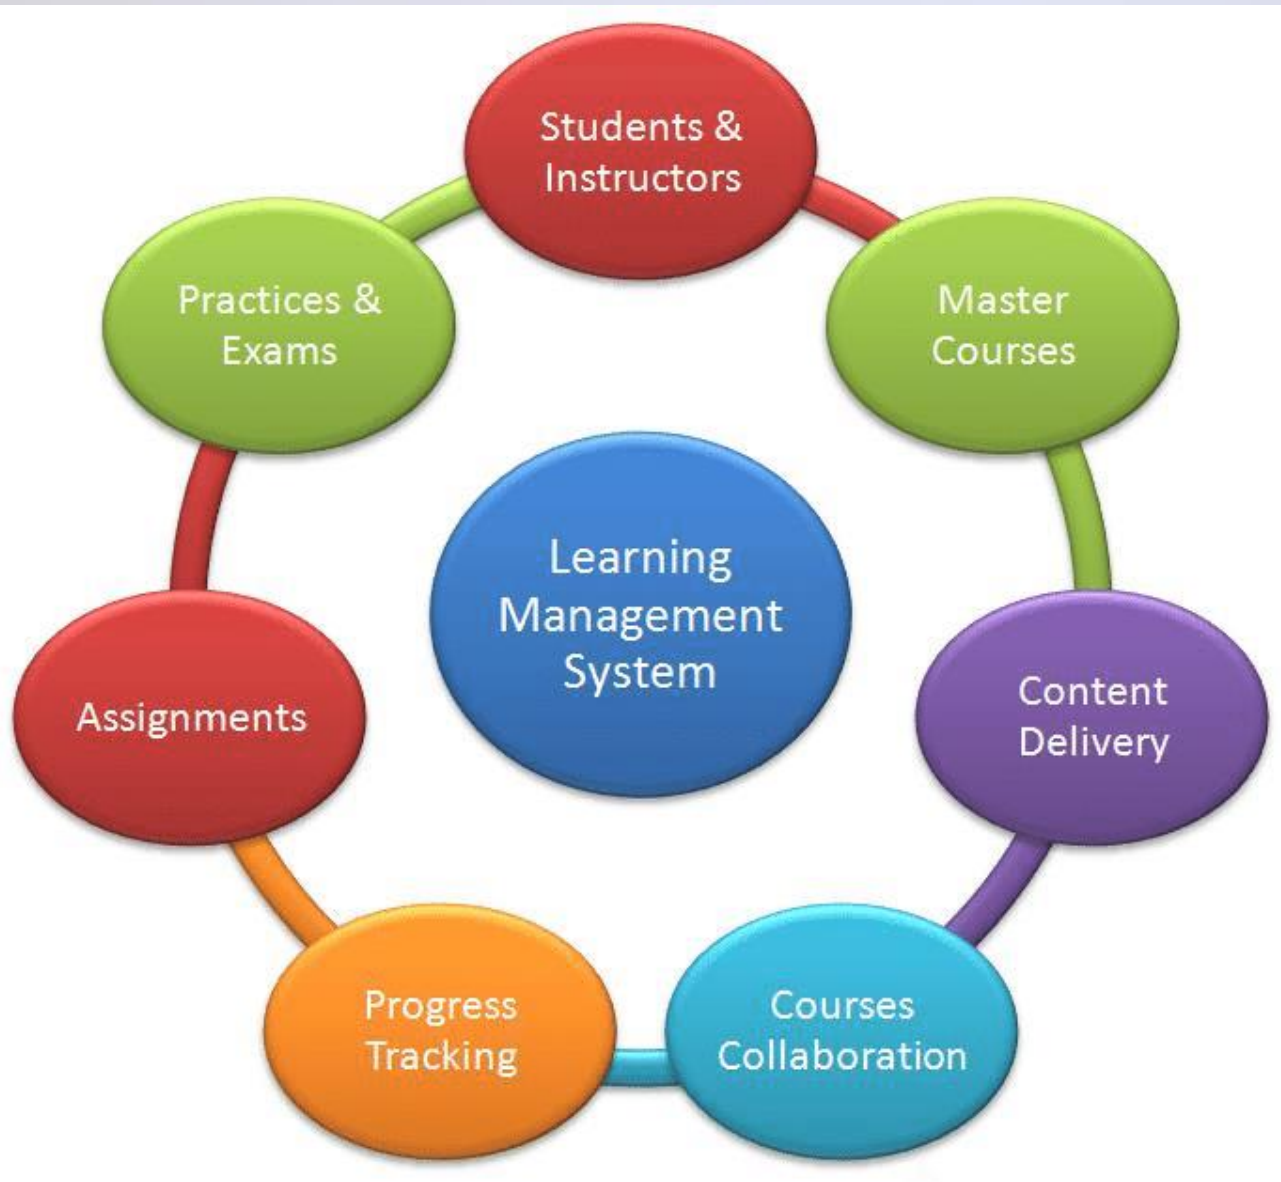 Students &
Instructors
Master
Courses
Content
Delivery
Courses
Collaboration
Progress
Tracking
Assignments
Practices &
Exams
Learning
Management
System